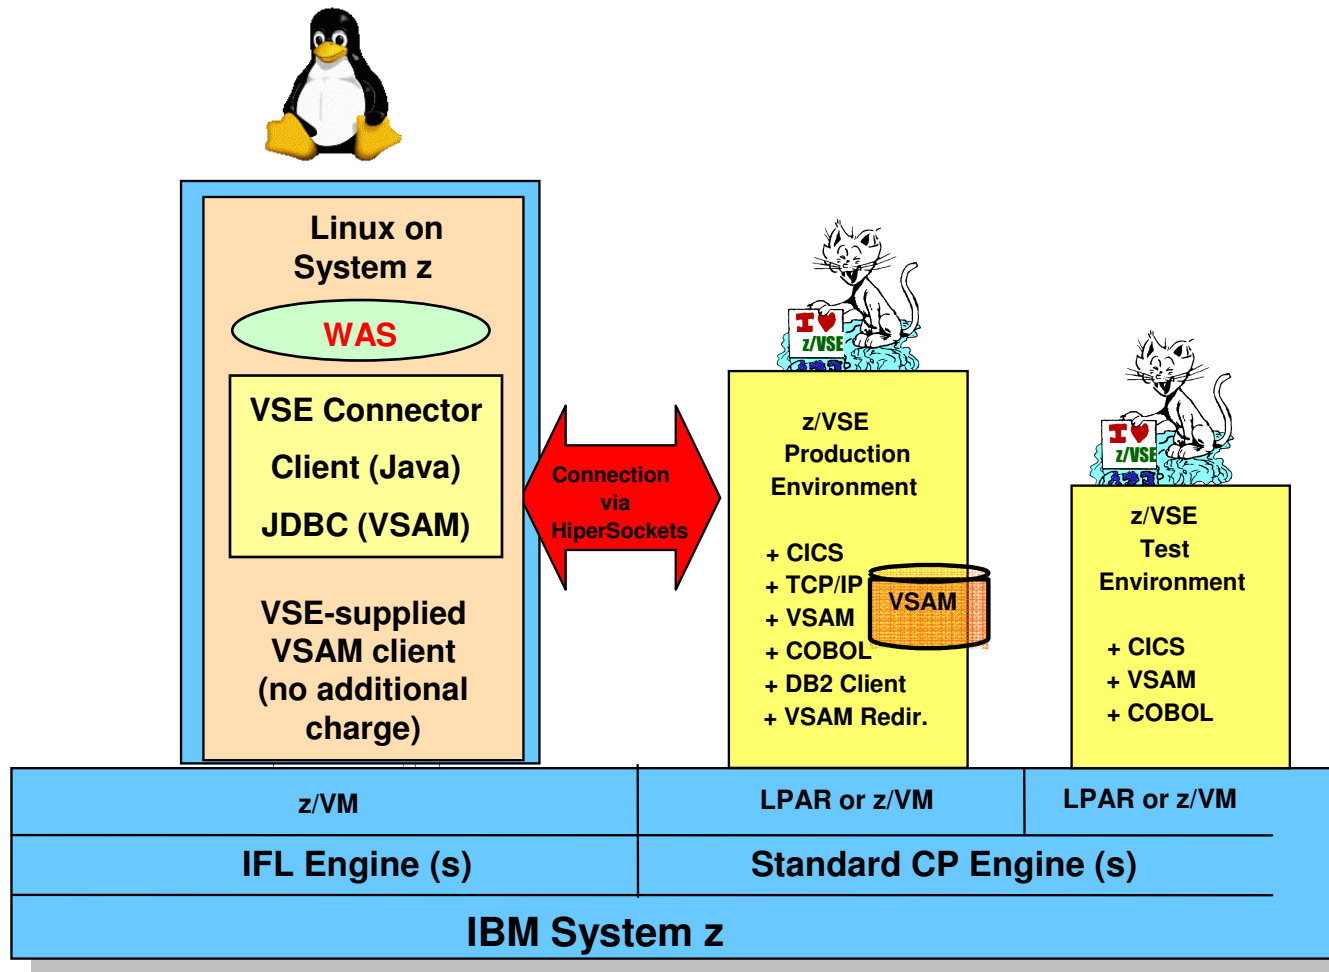 Linux on
System z
WAS
VSE Connector
Client (Java)
JDBC (VSAM)
VSE-supplied
VSAM client
(no additional
charge)
Connection
via
HiperSockets
I
z/VSE
z/VSE
Production
Environment
+ CICS
+ TCP/IP
+ VSAM
+ COBOL
+ DB2 Client
+ VSAM Redir.
VSAM
I
z/VSE
z/VSE
Test
Environment
+ CICS
+ VSAM
+ COBOL
z/VM
LPAR or z/VM
LPAR or z/VM
IFL Engine (s)
Standard CP Engine (s)
IBM System z